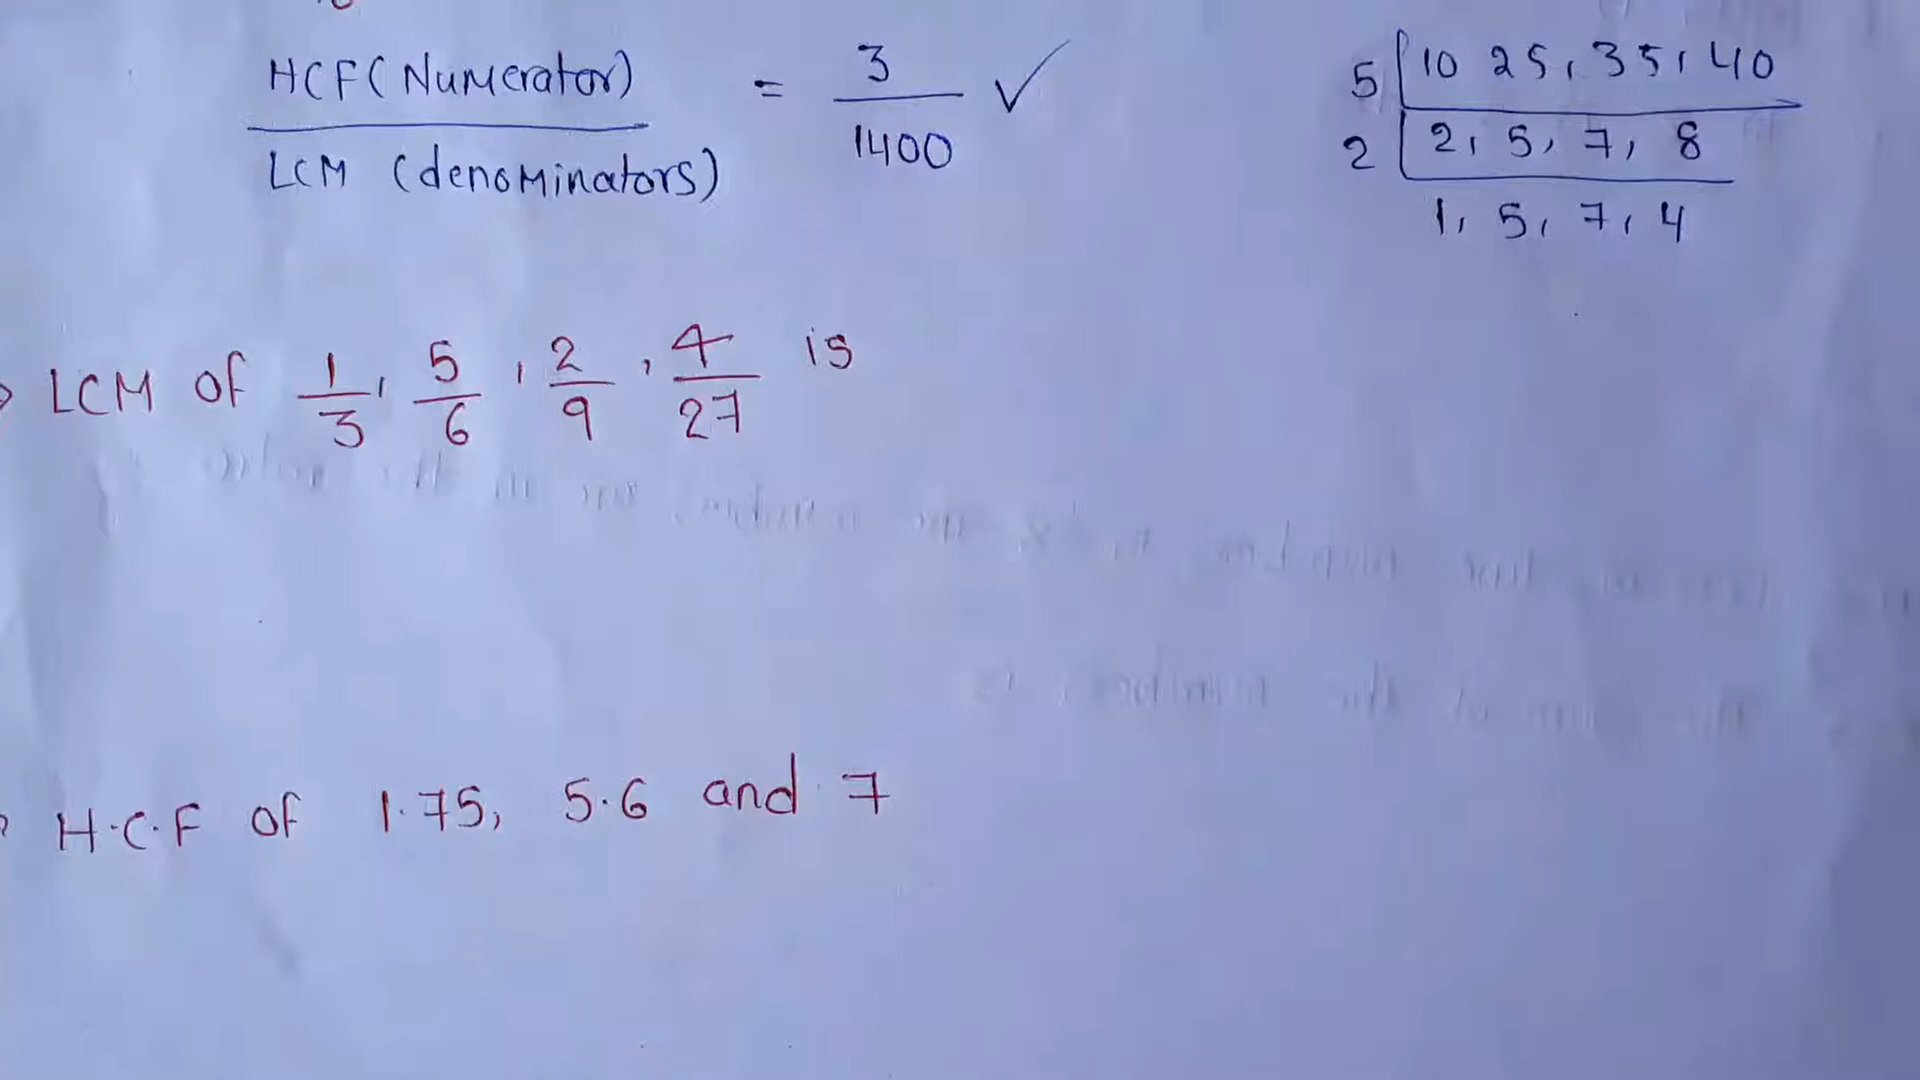 HCF (Numerator) / LCM (denominators) = 3/1400 ✓
5 | 10 25, 35, 40
2 | 2, 5, 7, 8
1, 5, 7, 4
LCM of 1/3, 5/6, 2/9, 4/27 is
H.C.F of 1.75, 5.6 and 7